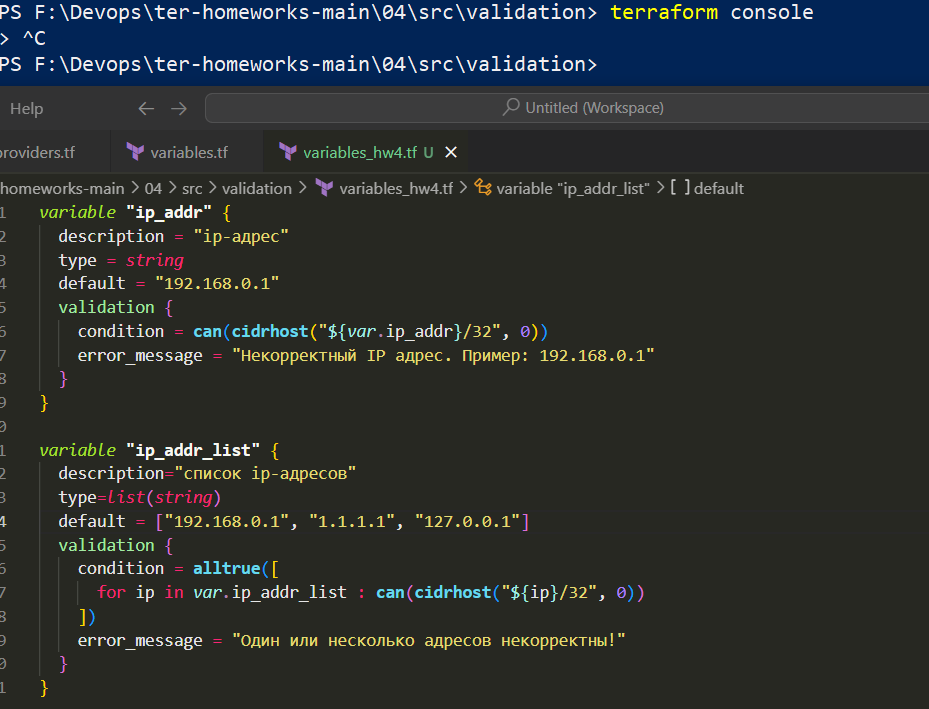 PS F:\Devops\ter-homeworks-main\04\src\validation> terraform console
> ^C
PS F:\Devops\ter-homeworks-main\04\src\validation>
Help ← → Untitled (Workspace)
roviders.tf variables.tf variables_hw4.tf U ×
homeworks-main > 04 > src > validation > variables_hw4.tf > variable "ip_addr_list" > [ ] default
1 variable "ip_addr" {
2 description = "ip-адрес"
3 type = string
4 default = "192.168.0.1"
5 validation {
6 condition = can(cidrhost("${var.ip_addr}/32", 0))
7 error_message = "Некорректный IP адрес. Пример: 192.168.0.1"
8 }
9 }
0
1 variable "ip_addr_list" {
2 description="список ip-адресов"
3 type=list(string)
4 default = ["192.168.0.1", "1.1.1.1", "127.0.0.1"]
5 validation {
6 condition = alltrue([
7 for ip in var.ip_addr_list : can(cidrhost("${ip}/32", 0))
8 ])
9 error_message = "Один или несколько адресов некорректны!"
0 }
1 }